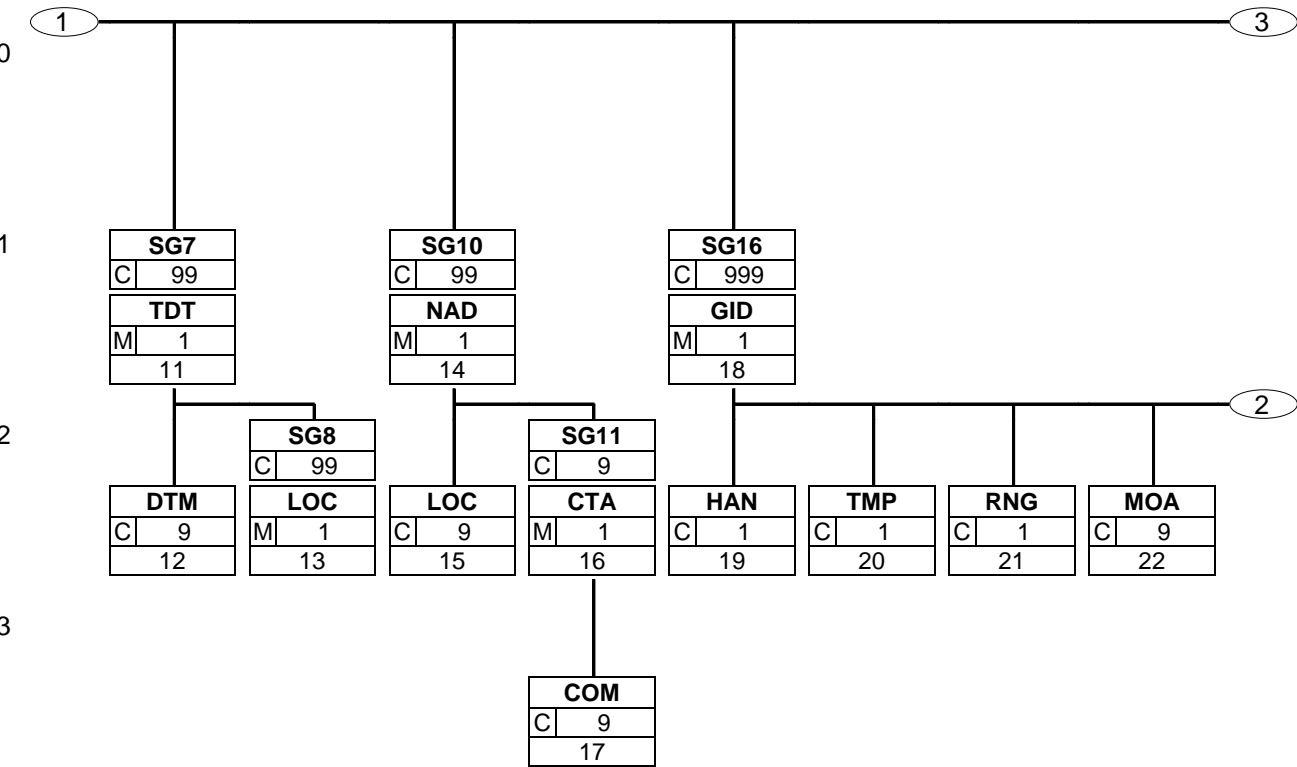 1 3
0
1
SG7 SG10 SG16
C 99 C 99 C 999
TDT NAD GID
M 1 M 1 M 1
11 14 18
2
2
SG8 SG11
C 99 C 9
DTM LOC LOC CTA HAN TMP RNG MOA
C 9 M 1 C 9 M 1 C 1 C 1 C 1 C 9
12 13 15 16 19 20 21 22
3
COM
C 9
17